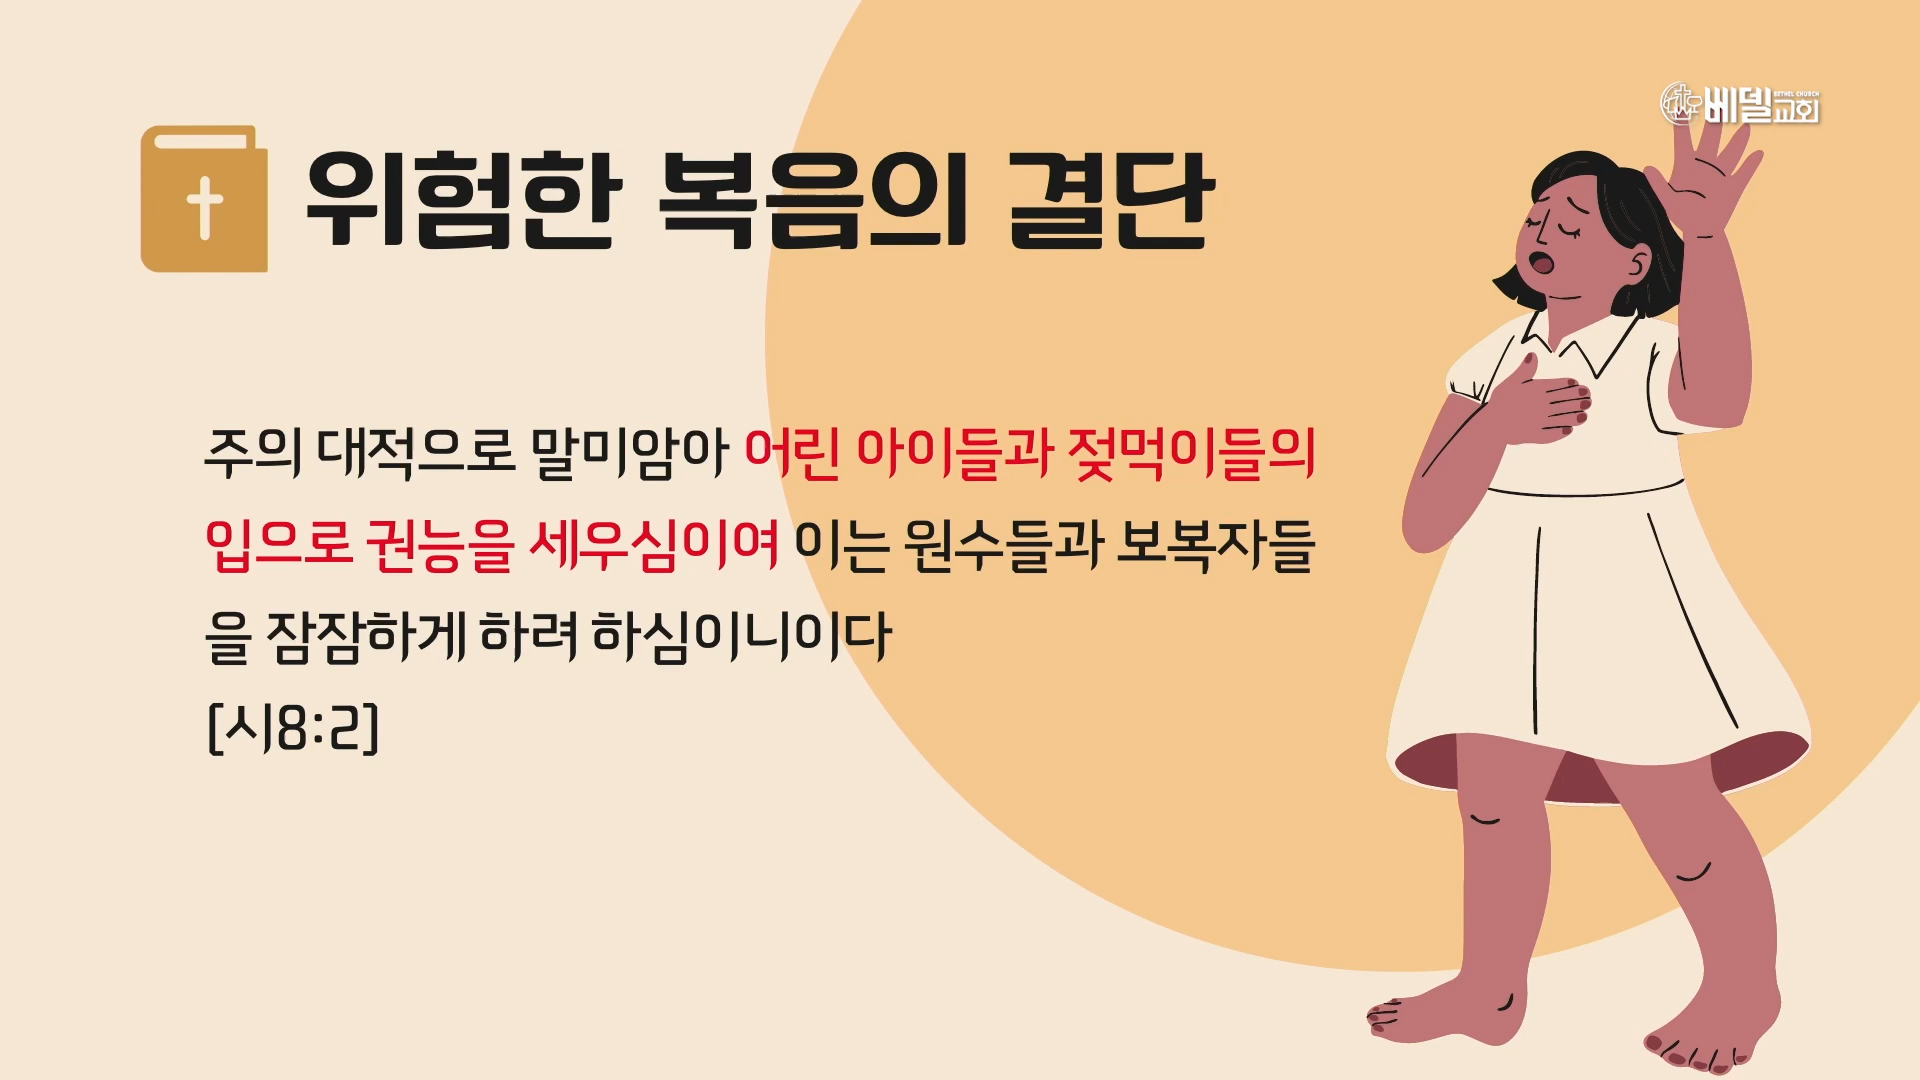 베델교회
BETHEL CHURCH
위험한 복음의 결단
주의 대적으로 말미암아 어린 아이들과 젖먹이들의
입으로 권능을 세우심이여 이는 원수들과 보복자들
을 잠잠하게 하려 하심이니이다
[시8:2]